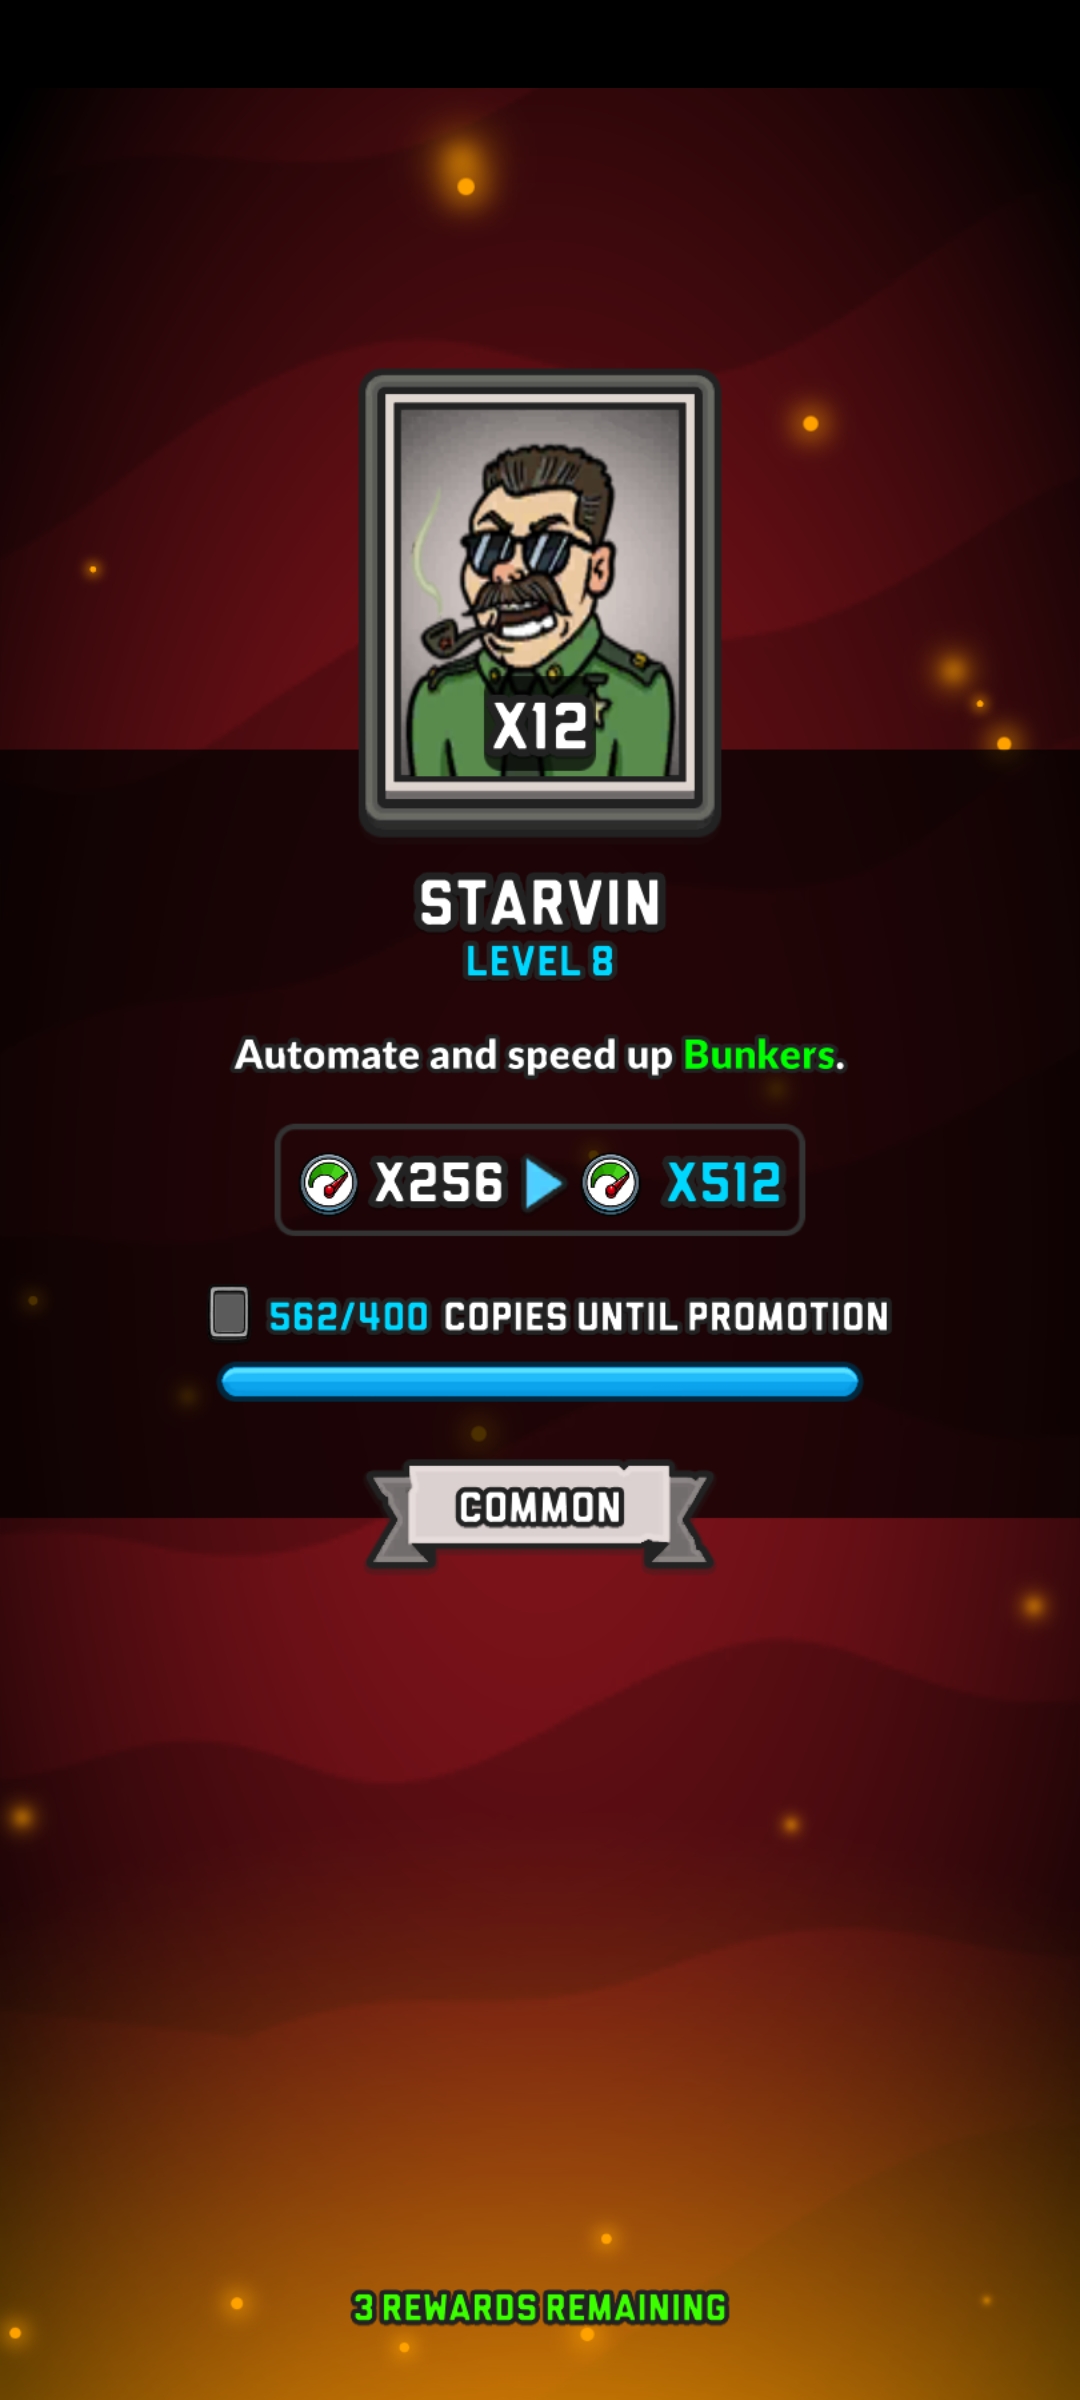 X12
STARVIN
LEVEL 8
Automate and speed up Bunkers.
X256 X512
562/400 COPIES UNTIL PROMOTION
COMMON
3 REWARDS REMAINING